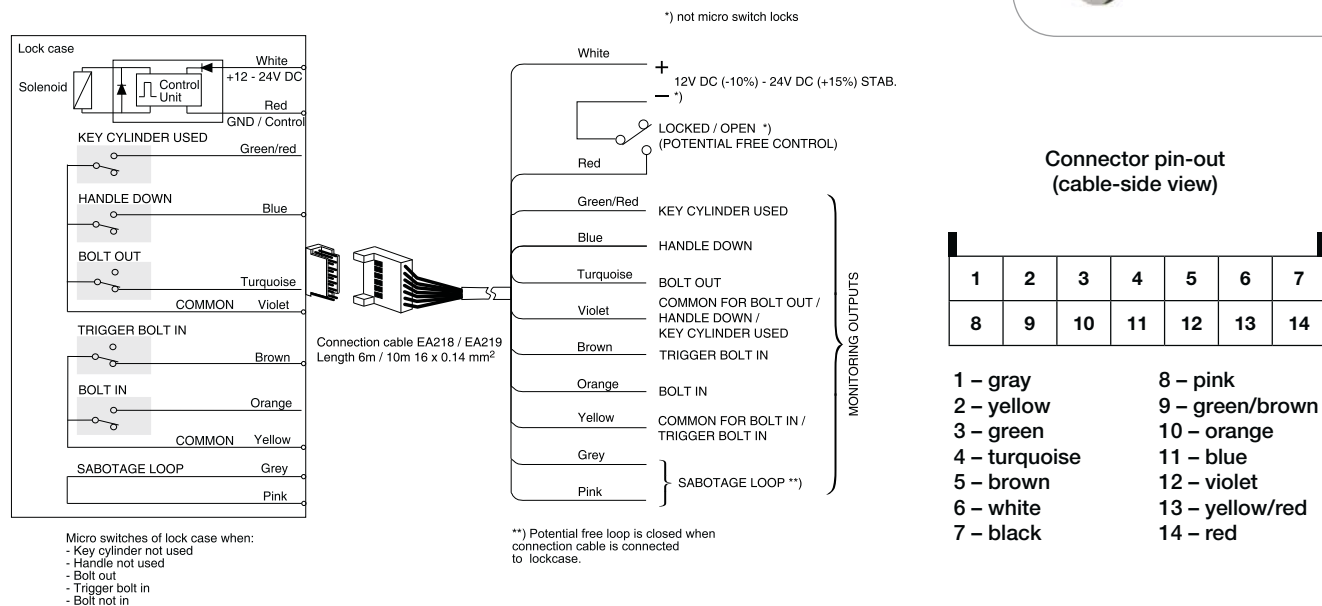 *) not micro switch locks
Lock case
Solenoid
Control
Unit
White
+12 - 24V DC
Red
GND / Control
KEY CYLINDER USED
Green/red
HANDLE DOWN
Blue
BOLT OUT
Turquoise
COMMON Violet
TRIGGER BOLT IN
Brown
BOLT IN
Orange
COMMON Yellow
SABOTAGE LOOP Grey
Pink
Micro switches of lock case when:
- Key cylinder not used
- Handle not used
- Bolt out
- Trigger bolt in
- Bolt not in
Connection cable EA218 / EA219
Length 6m / 10m 16 x 0.14 mm²
White
+
12V DC (-10%) - 24V DC (+15%) STAB.
— *)
LOCKED / OPEN *)
(POTENTIAL FREE CONTROL)
Red
Green/Red KEY CYLINDER USED
Blue HANDLE DOWN
Turquoise BOLT OUT
Violet COMMON FOR BOLT OUT /
HANDLE DOWN /
KEY CYLINDER USED
Brown TRIGGER BOLT IN
Orange BOLT IN
Yellow COMMON FOR BOLT IN /
TRIGGER BOLT IN
Grey
SABOTAGE LOOP **)
Pink
MONITORING OUTPUTS
**) Potential free loop is closed when
connection cable is connected
to lockcase.
Connector pin-out
(cable-side view)
1 2 3 4 5 6 7
8 9 10 11 12 13 14
1 – gray
2 – yellow
3 – green
4 – turquoise
5 – brown
6 – white
7 – black
8 – pink
9 – green/brown
10 – orange
11 – blue
12 – violet
13 – yellow/red
14 – red